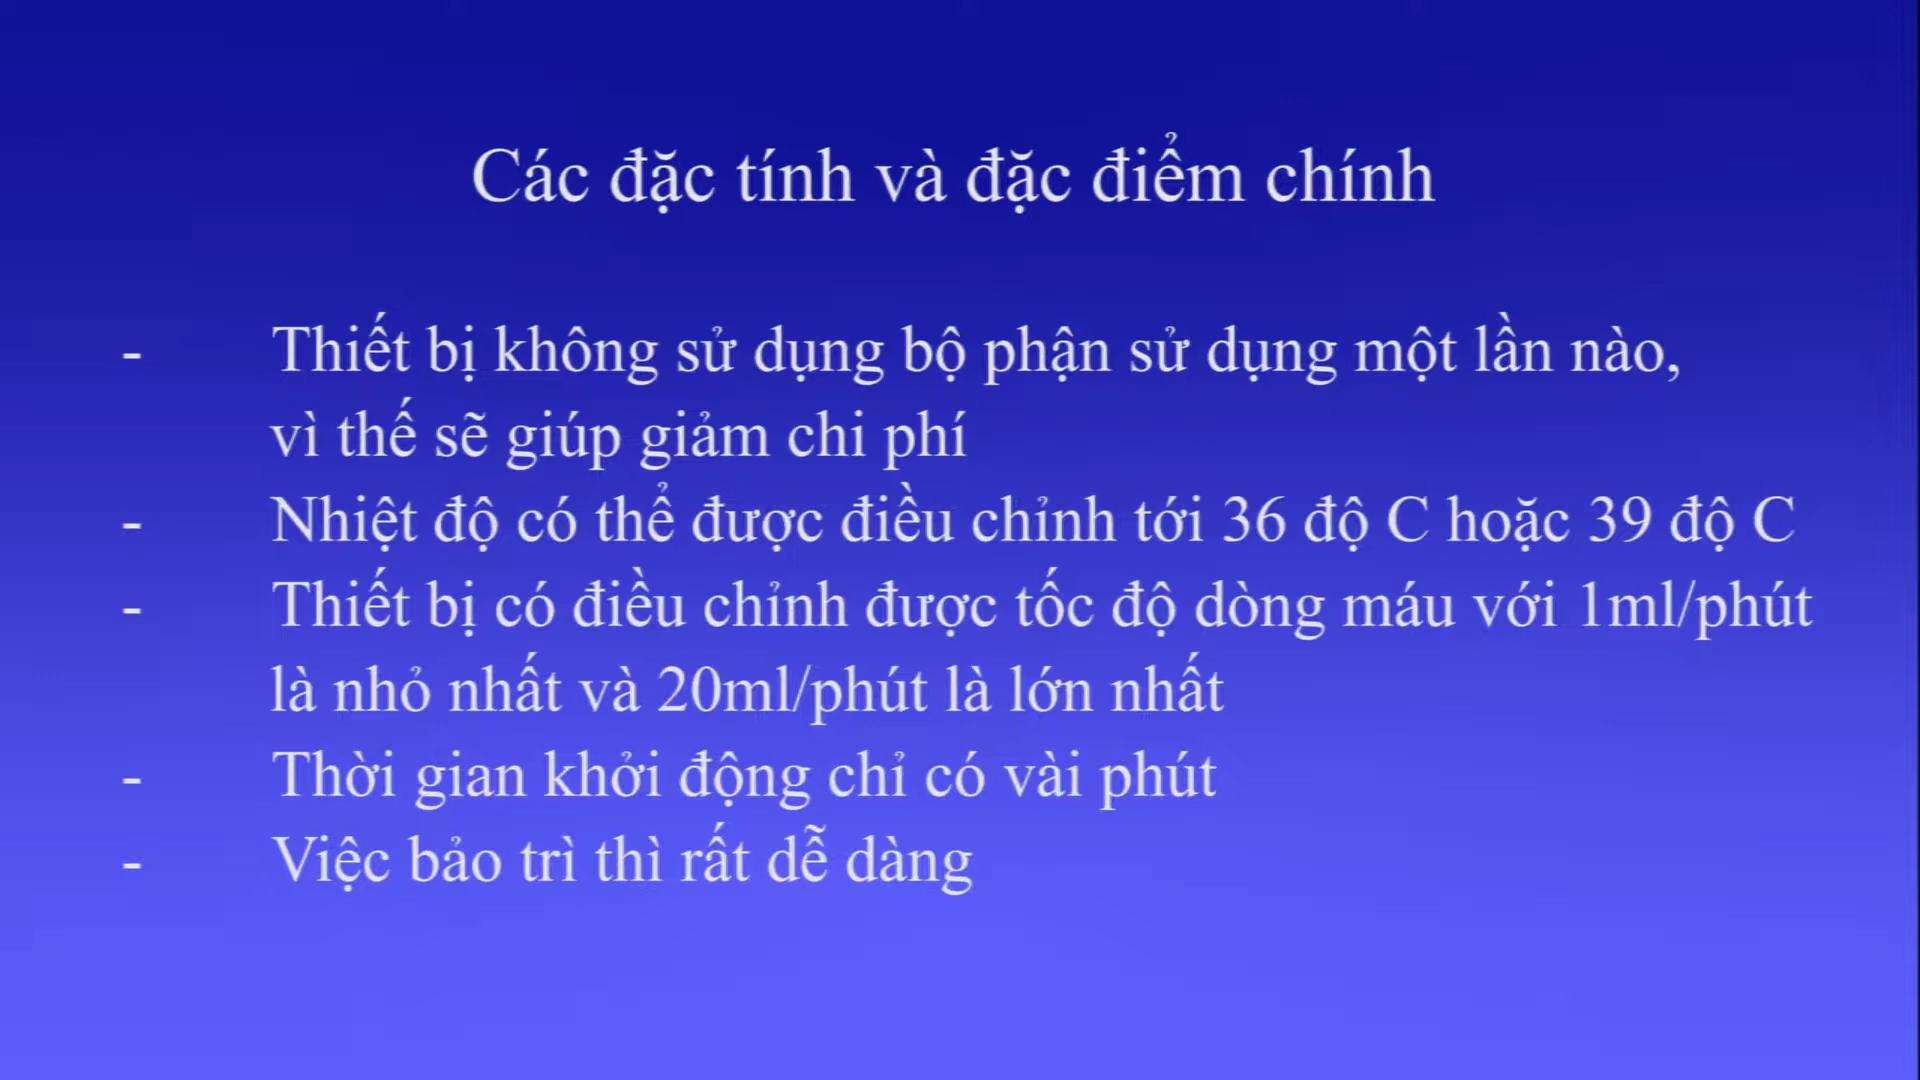 Các đặc tính và đặc điểm chính
- Thiết bị không sử dụng bộ phận sử dụng một lần nào,
vì thế sẽ giúp giảm chi phí
- Nhiệt độ có thể được điều chỉnh tới 36 độ C hoặc 39 độ C
- Thiết bị có điều chỉnh được tốc độ dòng máu với 1ml/phút
là nhỏ nhất và 20ml/phút là lớn nhất
- Thời gian khởi động chỉ có vài phút
- Việc bảo trì thì rất dễ dàng